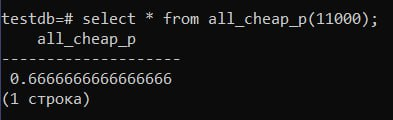 testdb=# select * from all_cheap_p(11000);
all_cheap_p
--------------------
0.6666666666666666
(1 строка)